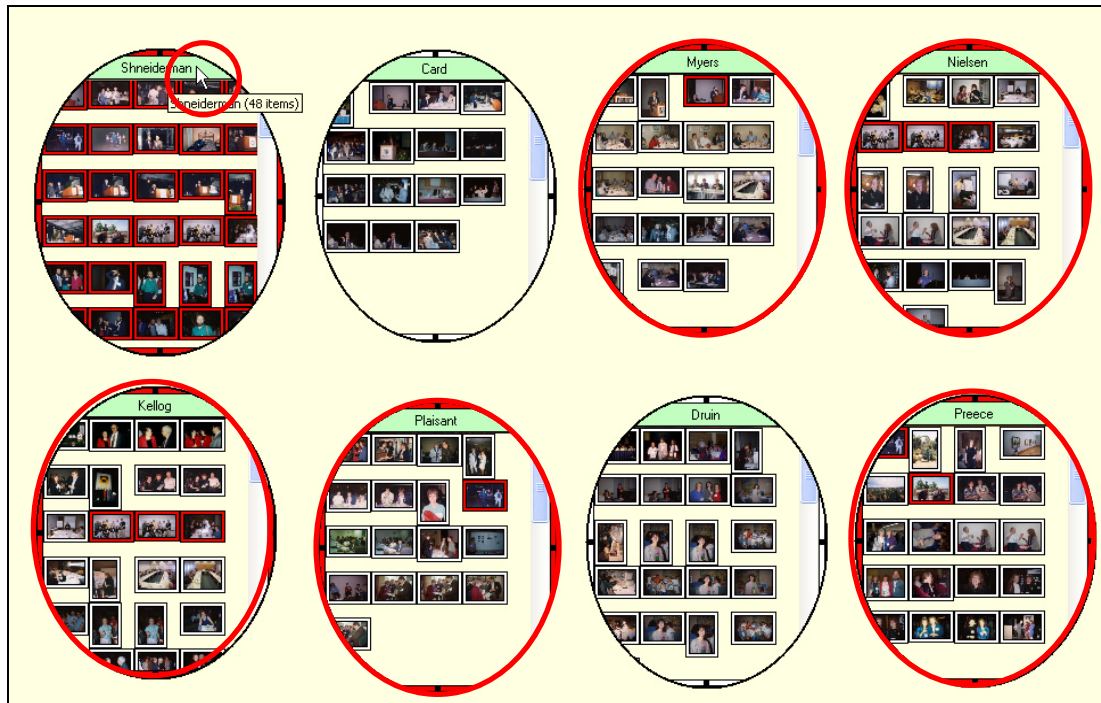 Shneiderman
Card
Myers
Nielsen
Shneiderman (48 items)
Kellog
Plaisant
Druin
Preece